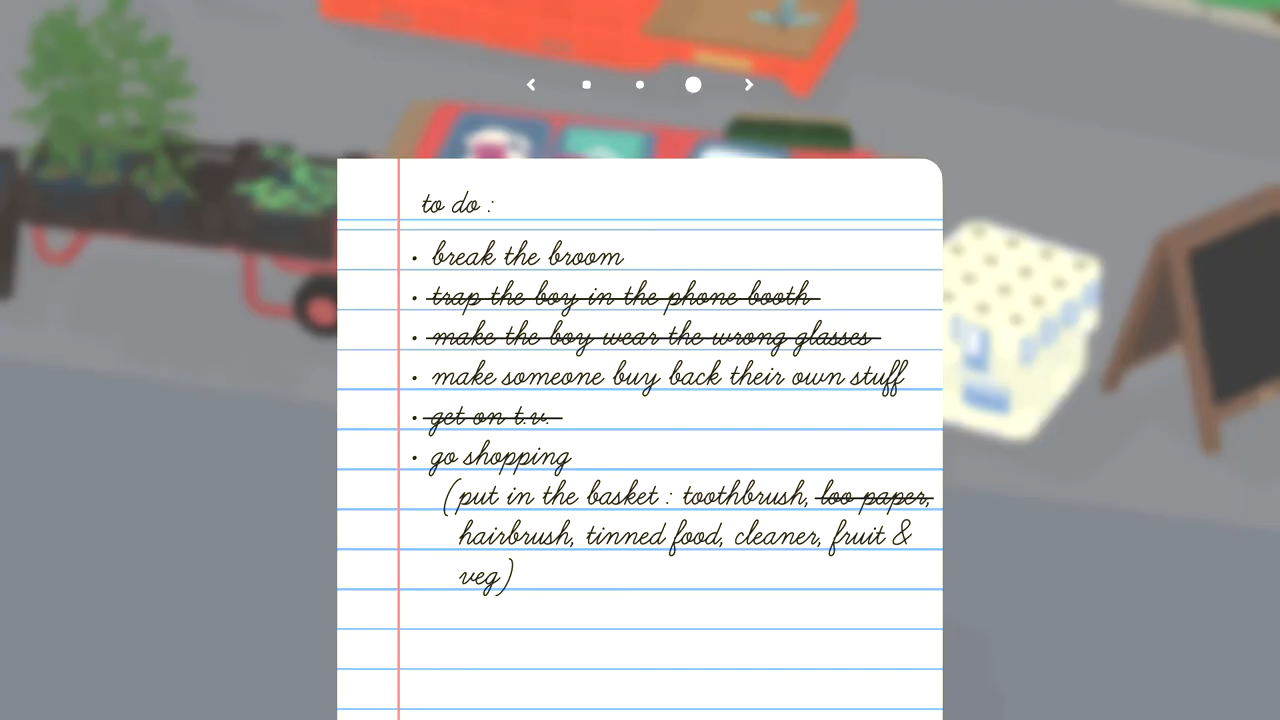 to do :
• break the broom
• trap the boy in the phone booth
• make the boy wear the wrong glasses
• make someone buy back their own stuff
• get on t.v.
• go shopping
(put in the basket : toothbrush, loo paper,
hairbrush, tinned food, cleaner, fruit &
veg)